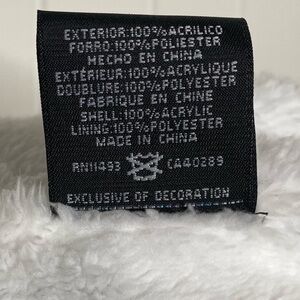 EXTERIOR:100%ACRILICO
FORRO:100%POLIESTER
HECHO EN CHINA
EXTÉRIEUR:100%ACRYLIQUE
DOUBLURE:100%POLYESTER
FABRIQUE EN CHINE
SHELL:100%ACRYLIC
LINING:100%POLYESTER
MADE IN CHINA
RN11493 CA40289
EXCLUSIVE OF DECORATION